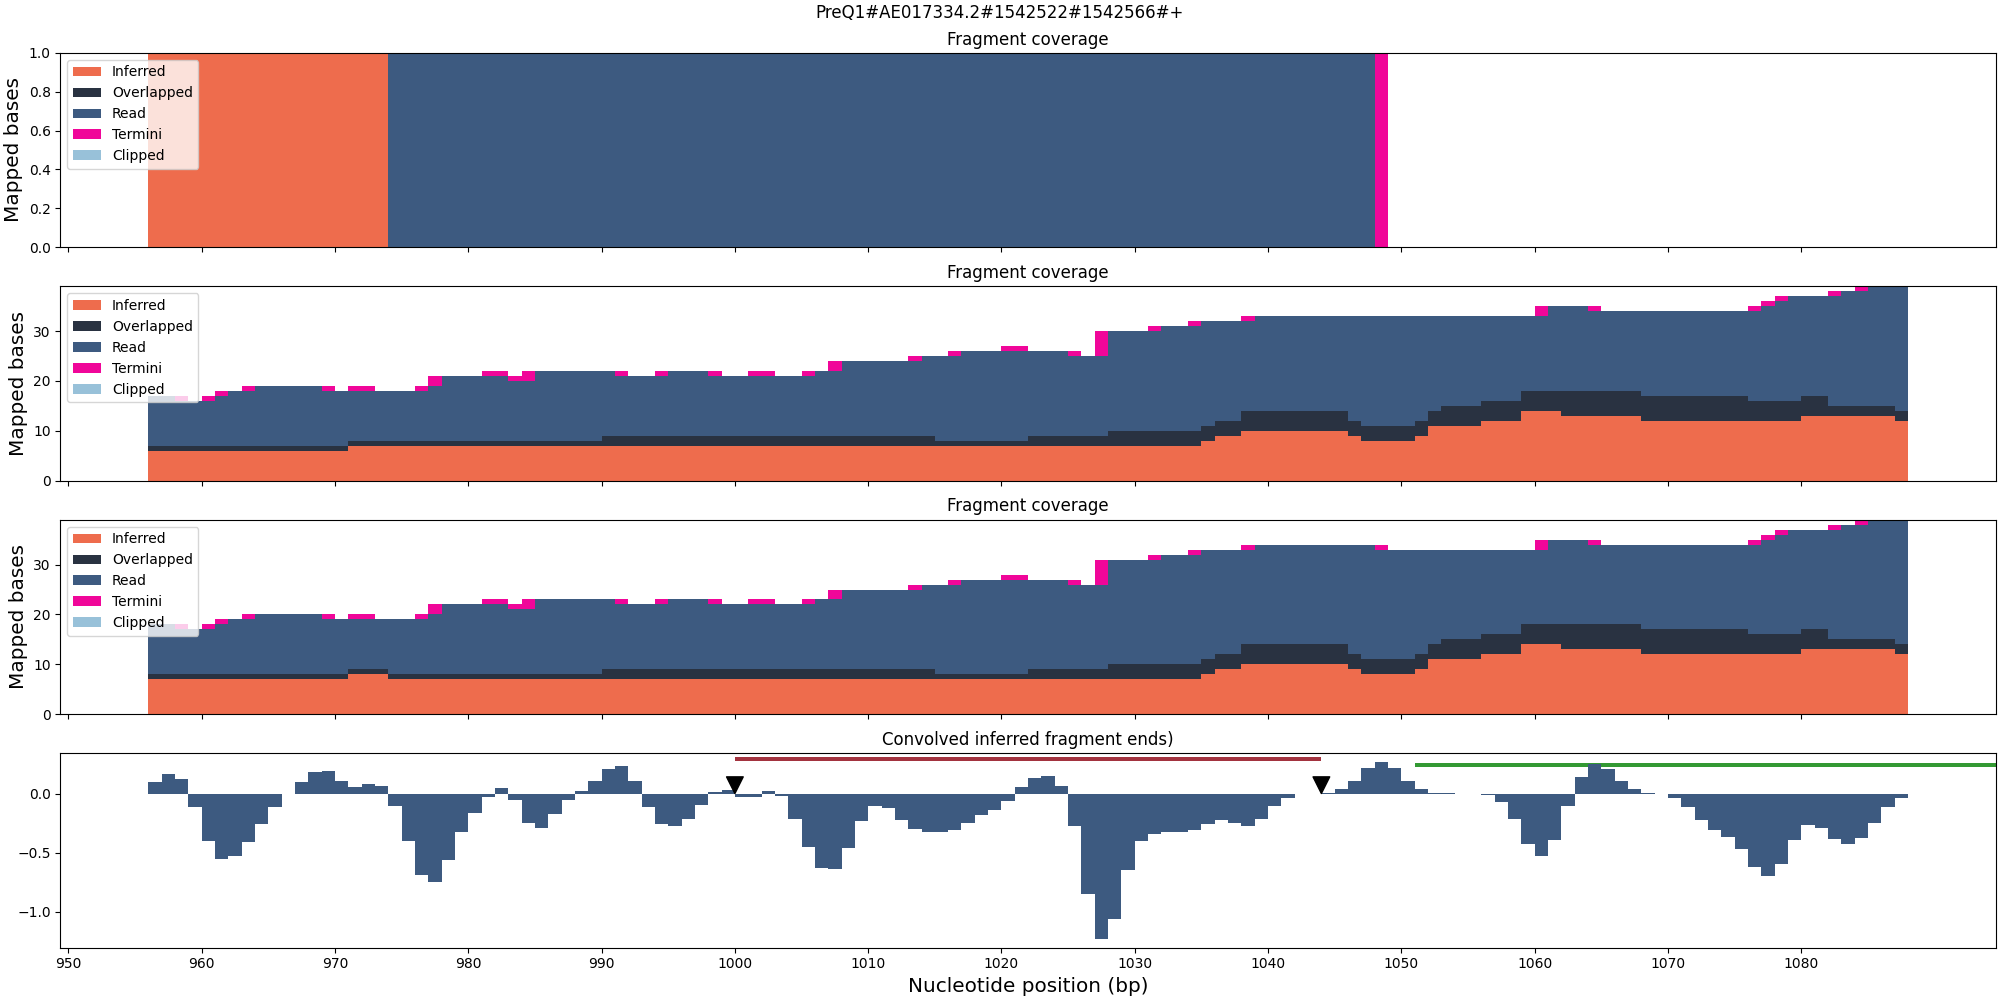 PreQ1#AE017334.2#1542522#1542566#+
Fragment coverage
Mapped bases
1.0
0.8
0.6
0.4
0.2
0.0
Inferred
Overlapped
Read
Termini
Clipped
Fragment coverage
Mapped bases
30
20
10
0
Inferred
Overlapped
Read
Termini
Clipped
Fragment coverage
Mapped bases
30
20
10
0
Inferred
Overlapped
Read
Termini
Clipped
Convolved inferred fragment ends)
0.0
−0.5
−1.0
950 960 970 980 990 1000 1010 1020 1030 1040 1050 1060 1070 1080
Nucleotide position (bp)